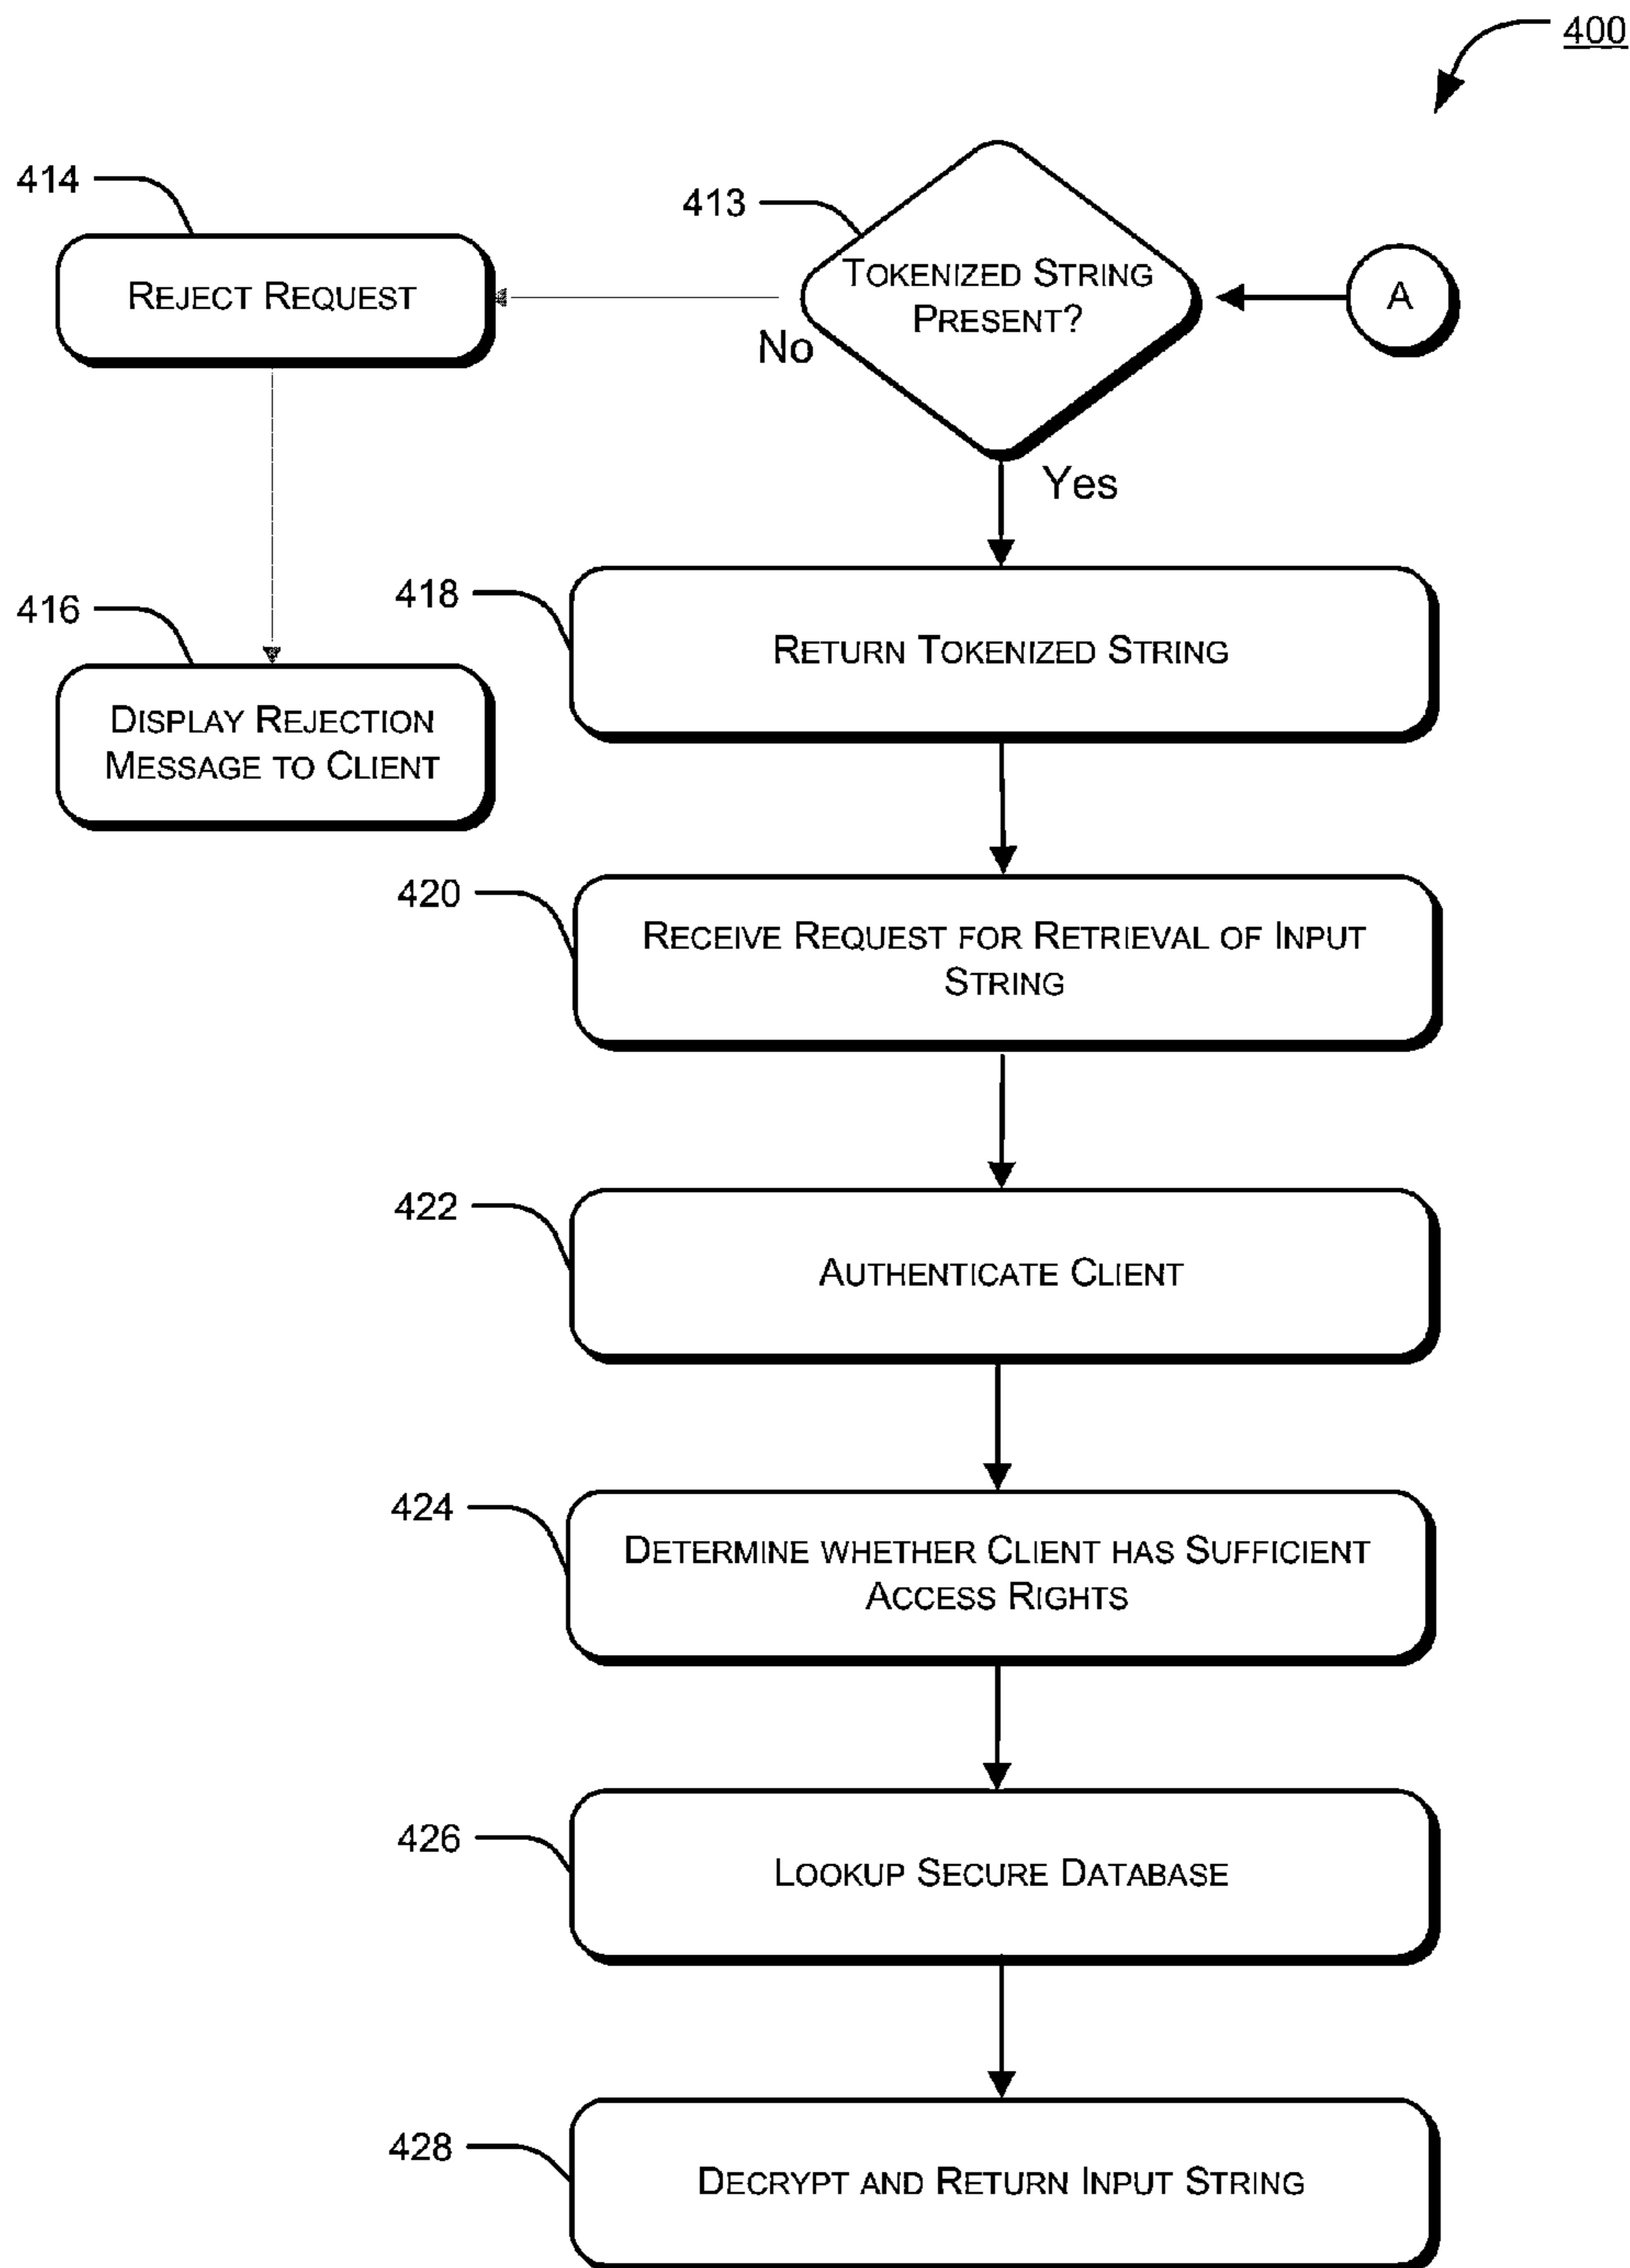 400
414
413
REJECT REQUEST
TOKENIZED STRING
PRESENT?
A
No
Yes
418
RETURN TOKENIZED STRING
416
DISPLAY REJECTION
MESSAGE TO CLIENT
420
RECEIVE REQUEST FOR RETRIEVAL OF INPUT
STRING
422
AUTHENTICATE CLIENT
424
DETERMINE WHETHER CLIENT HAS SUFFICIENT
ACCESS RIGHTS
426
LOOKUP SECURE DATABASE
428
DECRYPT AND RETURN INPUT STRING